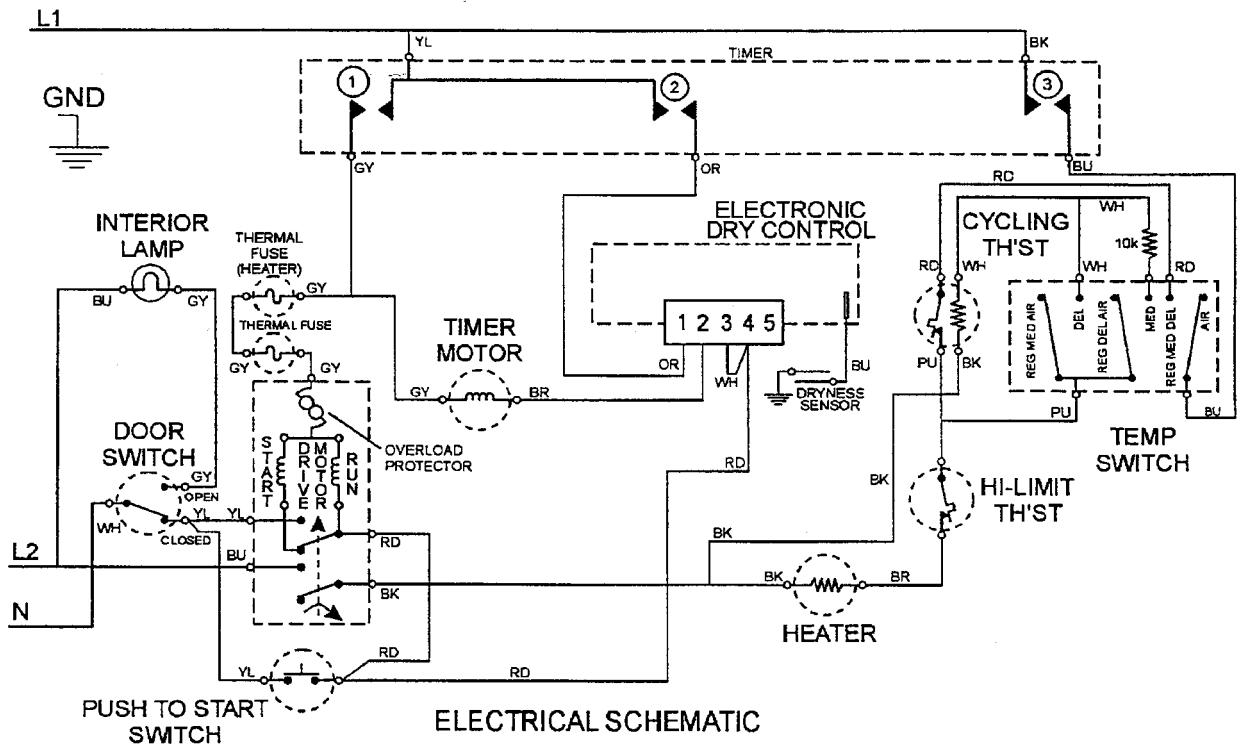 L1
YL
BK
TIMER
1
2
3
GND
GY
OR
BU
RD
INTERIOR
LAMP
THERMAL
FUSE
(HEATER)
ELECTRONIC
DRY CONTROL
CYCLING
TH'ST
WH
10k
BU
GY
GY
RD
WH
WH
RD
THERMAL FUSE
GY
GY
TIMER
MOTOR
1 2 3 4 5
REG MED AIR
DEL
REG DEL AIR
MED
REG MED DEL
AIR
OR
WH
BU
PU
BK
GY
BR
DRYNESS
SENSOR
PU
BU
TEMP
SWITCH
DOOR
SWITCH
START
DRIVE
MOTOR
RUN
OVERLOAD
PROTECTOR
RD
BK
HI-LIMIT
TH'ST
GY
OPEN
WH
YL
YL
CLOSED
RD
BK
L2
BU
BK
BK
BR
N
HEATER
RD
YL
RD
PUSH TO START
SWITCH
ELECTRICAL SCHEMATIC